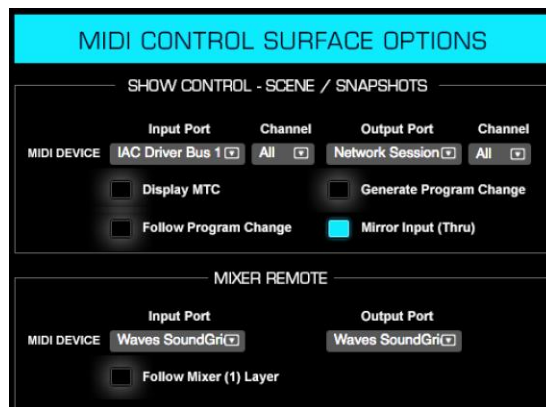 MIDI CONTROL SURFACE OPTIONS
SHOW CONTROL - SCENE / SNAPSHOTS
Input Port Channel Output Port Channel
MIDI DEVICE IAC Driver Bus 1 All Network Session All
Display MTC Generate Program Change
Follow Program Change Mirror Input (Thru)
MIXER REMOTE
Input Port Output Port
MIDI DEVICE Waves SoundGri Waves SoundGri
Follow Mixer (1) Layer